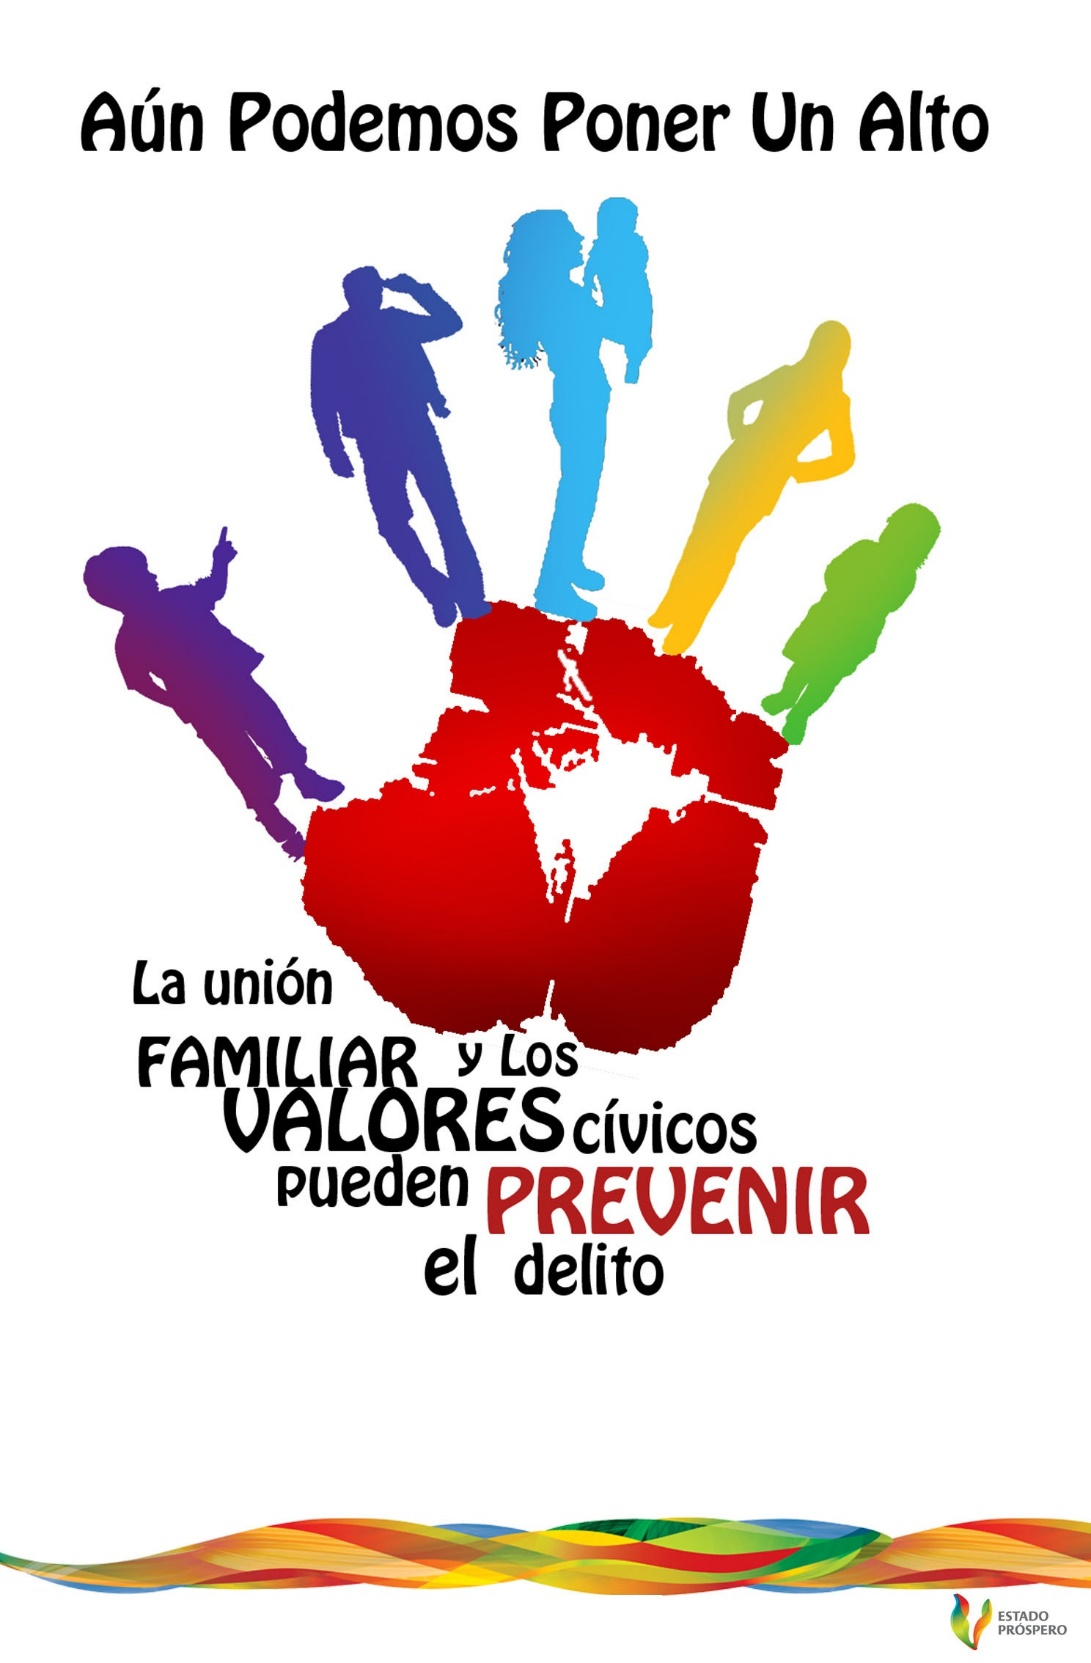 Aún Podemos Poner Un Alto
La unión
FAMILIAR y Los
VALORES cívicos
pueden PREVENIR
el delito
ESTADO
PRÓSPERO